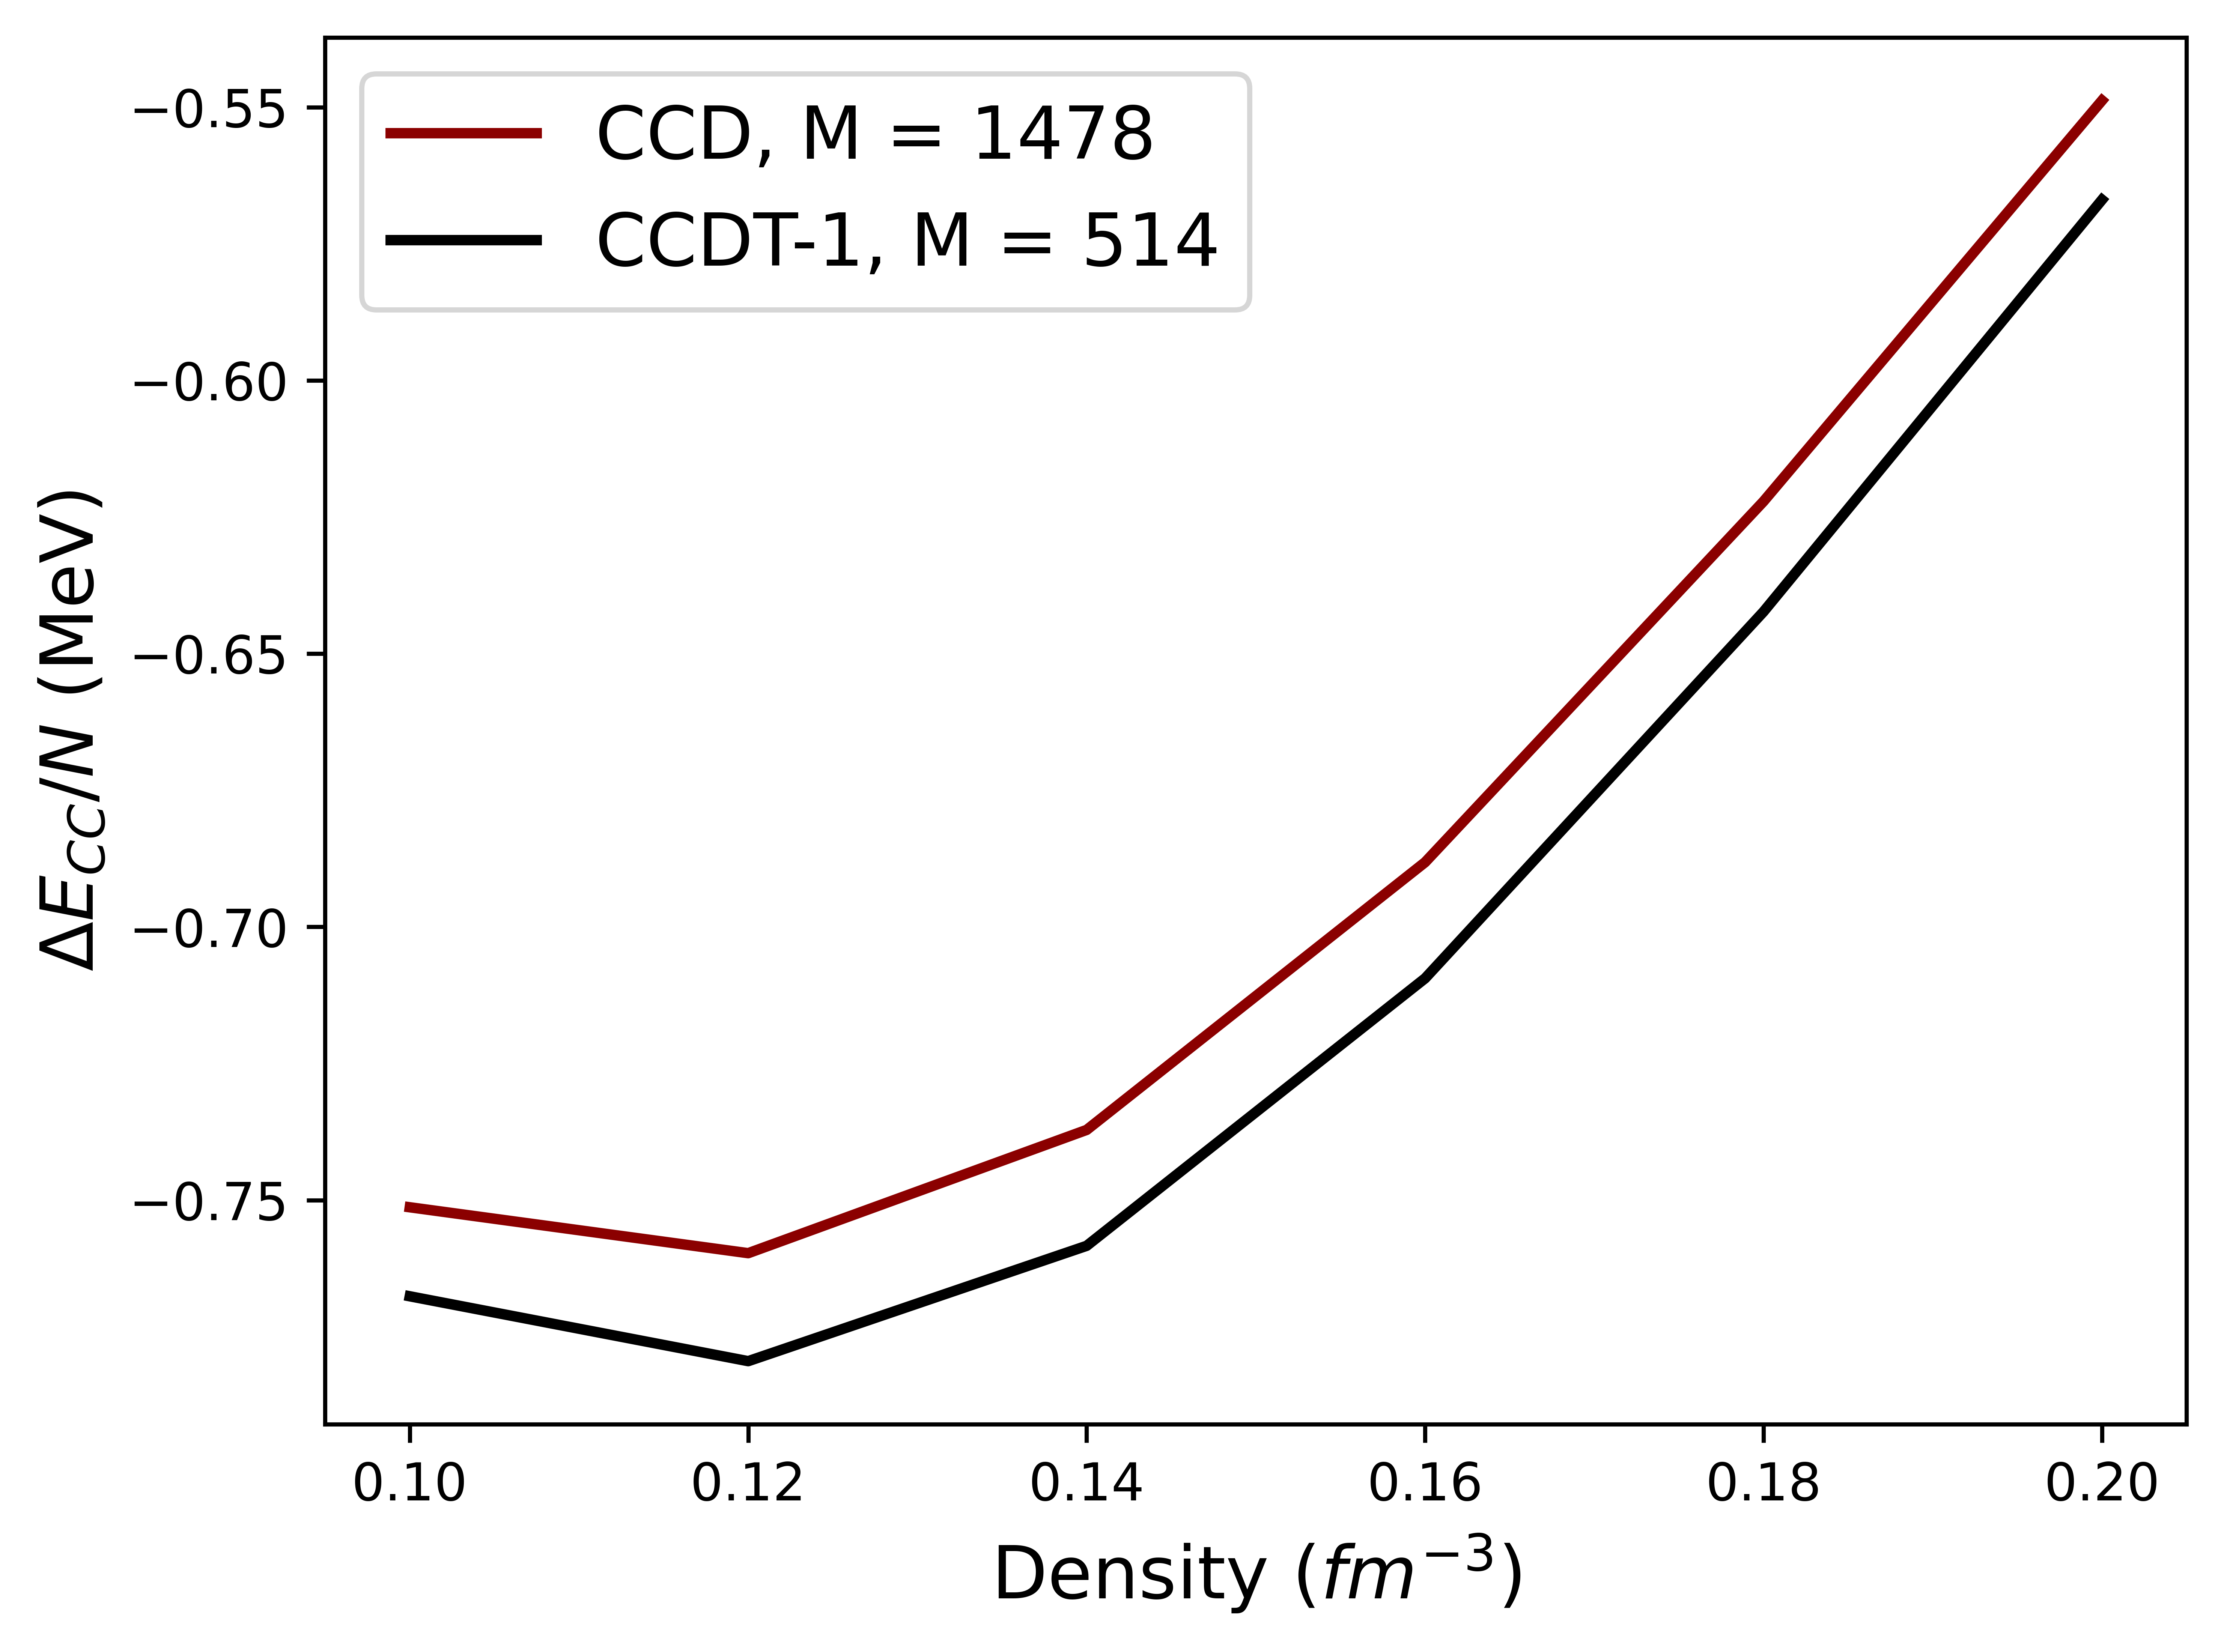 CCD, M = 1478
CCDT-1, M = 514
−0.55
−0.60
−0.65
−0.70
−0.75
ΔE_CC/N (MeV)
0.10 0.12 0.14 0.16 0.18 0.20
Density (fm⁻³)